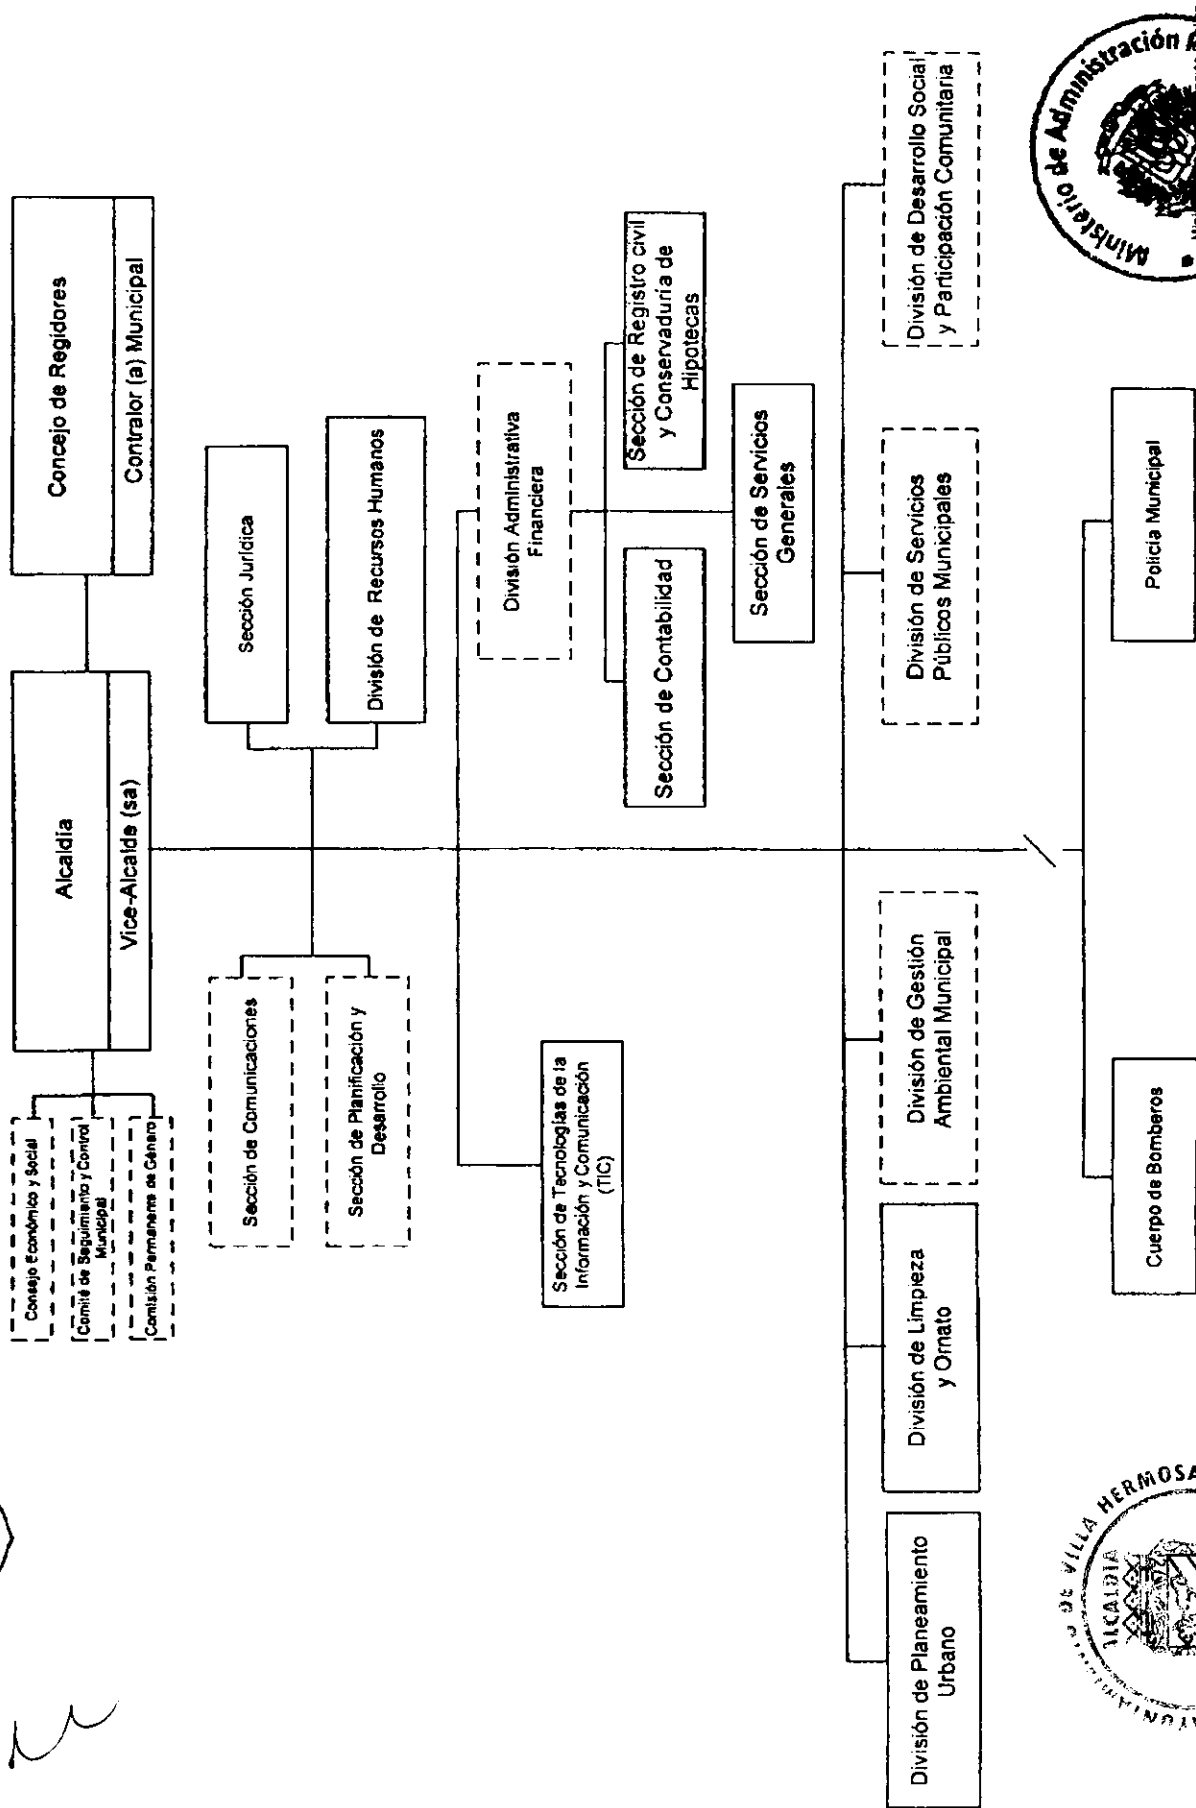 Concejo de Regidores
Contralor (a) Municipal
Alcaldía
Vice-Alcalde (sa)
Consejo Económico y Social
Comité de Seguimiento y Control
Municipal
Comisión Permanente de Género
Sección Jurídica
División de Recursos Humanos
Sección de Comunicaciones
Sección de Planificación y
Desarrollo
División Administrativa
Financiera
Sección de Tecnologías de la
Información y Comunicación
(TIC)
Sección de Contabilidad
Sección de Registro civil
y Conservaduría de
Hipotecas
Sección de Servicios
Generales
División de Planeamiento
Urbano
División de Limpieza
y Ornato
División de Gestión
Ambiental Municipal
División de Servicios
Públicos Municipales
División de Desarrollo Social
y Participación Comunitaria
Cuerpo de Bomberos
Policía Municipal
DE VILLA HERMOSA
ALCALDIA
Ministerio de Administración